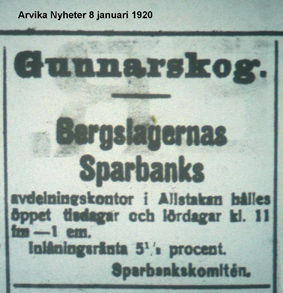 Arvika Nyheter 8 januari 1920
Gunnarskog.
Bergslagernas
Sparbanks
avdelningskontor i Allstakan hålles
öppet tisdagar och lördagar kl. 11
fm—1 em.
Inlåningsränta 5½ procent.
Sparbankskomitén.